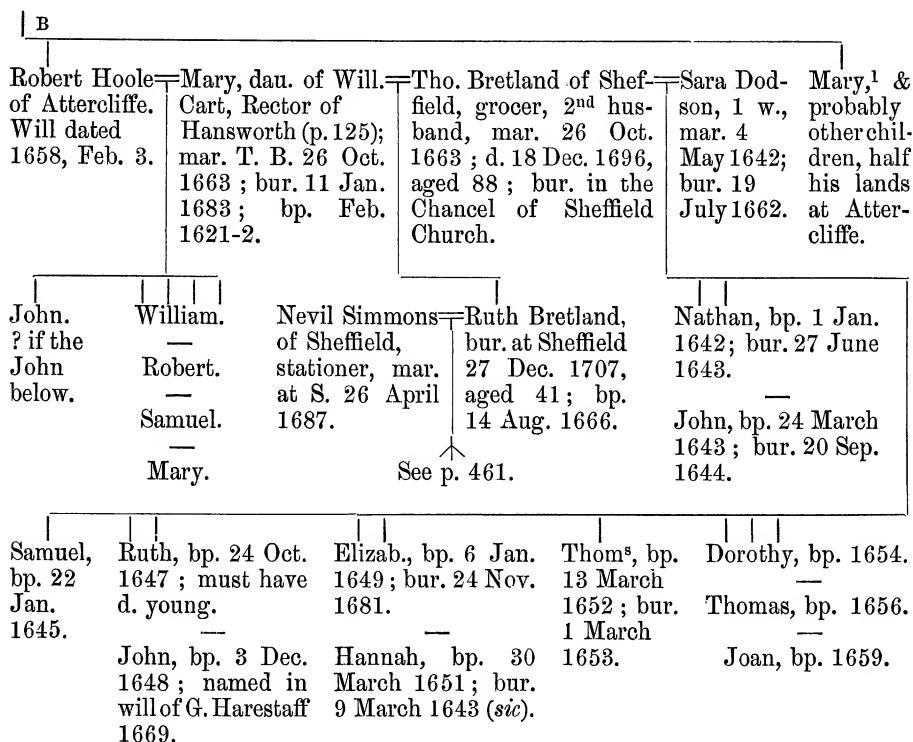 B
Robert Hoole
of Attercliffe.
Will dated
1658, Feb. 3.
Mary, dau. of Will.
Cart, Rector of
Hansworth (p. 125);
mar. T. B. 26 Oct.
1663 ; bur. 11 Jan.
1683 ; bp. Feb.
1621-2.
Tho. Bretland of Shef-
field, grocer, 2nd hus-
band, mar. 26 Oct.
1663 ; d. 18 Dec. 1696,
aged 88 ; bur. in the
Chancel of Sheffield
Church.
Sara Dod-
son, 1 w.,
mar. 4
May 1642;
bur. 19
July 1662.
Mary,1 &
probably
other chil-
dren, half
his lands
at Atter-
cliffe.
John.
? if the
John
below.
William.
—
Robert.
—
Samuel.
—
Mary.
Nevil Simmons
of Sheffield,
stationer, mar.
at S. 26 April
1687.
Ruth Bretland,
bur. at Sheffield
27 Dec. 1707,
aged 41 ; bp.
14 Aug. 1666.
See p. 461.
Nathan, bp. 1 Jan.
1642; bur. 27 June
1643.
—
John, bp. 24 March
1643 ; bur. 20 Sep.
1644.
Samuel,
bp. 22
Jan.
1645.
Ruth, bp. 24 Oct.
1647 ; must have
d. young.
—
John, bp. 3 Dec.
1648 ; named in
will of G. Harestaff
1669.
Elizab., bp. 6 Jan.
1649 ; bur. 24 Nov.
1681.
—
Hannah, bp. 30
March 1651 ; bur.
9 March 1643 (sic).
Thoms, bp.
13 March
1652 ; bur.
1 March
1653.
Dorothy, bp. 1654.
—
Thomas, bp. 1656.
—
Joan, bp. 1659.